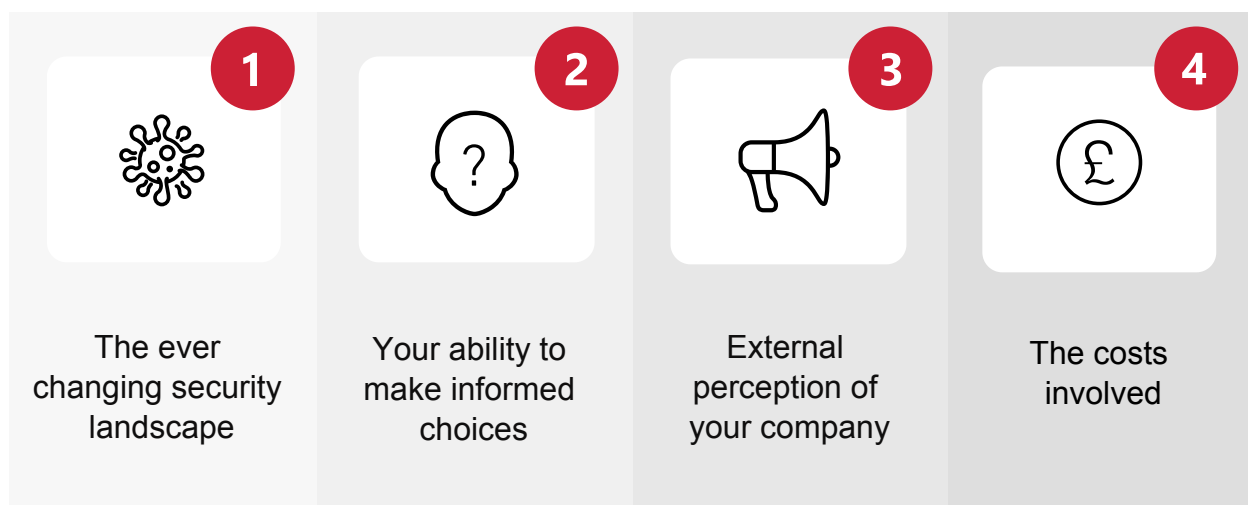 1
The ever
changing security
landscape
2
?
Your ability to
make informed
choices
3
External
perception of
your company
4
£
The costs
involved